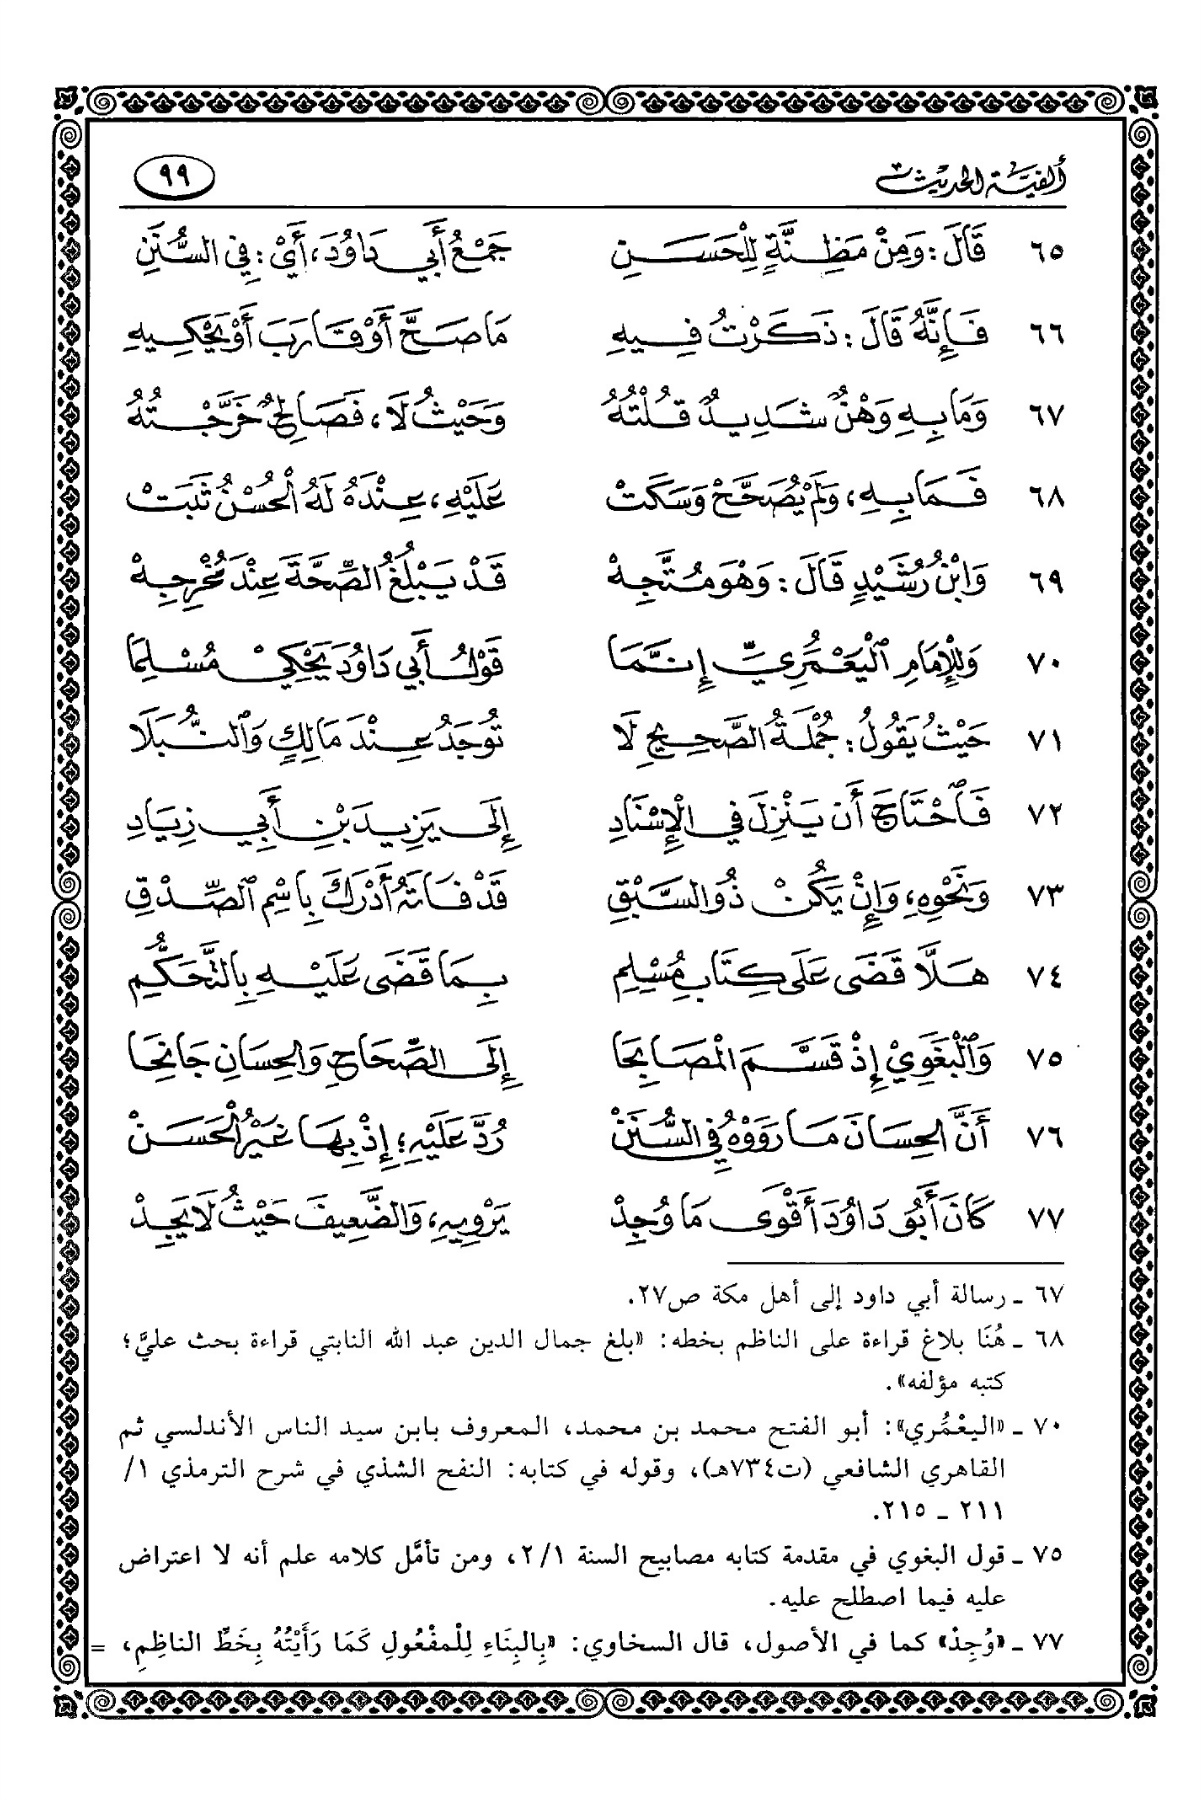 ألفية الحديث ٩٩
٦٥ قَالَ: وَمِنْ مَظِنَّةٍ لِلْحَسَنِ جَمْعُ أَبِي دَاوُدَ، أَيْ: فِي السُّنَنِ
٦٦ فَإِنَّهُ قَالَ: ذَكَرْتُ فِيهِ مَا صَحَّ أَوْ قَارَبَ أَوْ يَحْكِيهِ
٦٧ وَمَا بِهِ وَهْنٌ شَدِيدٌ قُلْتُهُ وَحَيْثُ لَا، فَصَالِحٌ خَرَّجْتُهُ
٦٨ فَمَا بِهِ، وَلَمْ يُصَحَّحْ وَسَكَتْ عَلَيْهِ، عِنْدَهُ لَهُ الْحُسْنُ ثَبَتْ
٦٩ وَابْنُ رُشَيْدٍ قَالَ: وَهْوَ مُتَّجِهْ قَدْ يَبْلُغُ الصِّحَّةَ عِنْدَ مُخْرِجِهْ
٧٠ وَلِلْإِمَامِ الْيَعْمُرِيِّ إِنَّمَا قَوْلُ أَبِي دَاوُدَ يَحْكِي مُسْلِمَا
٧١ حَيْثُ يَقُولُ: جُمْلَةُ الصَّحِيحِ لَا تُوجَدُ عِنْدَ مَالِكٍ وَالنُّبَلَا
٧٢ فَاحْتَاجَ أَن يَنْزِلَ فِي الْإِسْنَادِ إِلَى يَزِيدَ بْنِ أَبِي زِيَادِ
٧٣ وَنَحْوِهِ، وَإِنْ يَكُنْ ذُو السَّبْقِ قَدْ فَاتَهُ أَدْرَكَ بِاسْمِ الصِّدْقِ
٧٤ هَلَّا قَضَى عَلَى كِتَابِ مُسْلِمِ بِمَا قَضَى عَلَيْهِ بِالتَّحَكُّمِ
٧٥ وَالْبَغَوِيْ إِذْ قَسَّمَ الْمَصَابِحَا إِلَى الصِّحَاحِ وَالْحِسَانِ جَانِحَا
٧٦ أَنَّ الْحِسَانَ مَا رَوَوْهُ فِي السُّنَنْ رُدَّ عَلَيْهِ؛ إِذْ بِهَا غَيْرُ الْحَسَنْ
٧٧ كَانَ أَبُو دَاوُدَ أَقْوَى مَا وُجِدْ يَرْوِيهِ، وَالضَّعِيفَ حَيْثُ لَا يَجِدْ
٦٧ ـ رسالة أبي داود إلى أهل مكة ص٢٧.
٦٨ ـ هُنَا بلاغ قراءة على الناظم بخطه: «بلغ جمال الدين عبد الله النابتي قراءة بحث عليَّ؛
كتبه مؤلفه».
٧٠ ـ «اليعْمُري»: أبو الفتح محمد بن محمد، المعروف بابن سيد الناس الأندلسي ثم
القاهري الشافعي (ت٧٣٤هـ)، وقوله في كتابه: النفح الشذي في شرح الترمذي ١/
٢١١ ـ ٢١٥.
٧٥ ـ قول البغوي في مقدمة كتابه مصابيح السنة ٢/١، ومن تأمَّل كلامه علم أنه لا اعتراض
عليه فيما اصطلح عليه.
٧٧ ـ «وُجِدْ» كما في الأصول، قال السخاوي: «بِالبِنَاءِ لِلْمفْعُولِ كَمَا رَأَيْتُهُ بِخَطِّ الناظِمِ، =